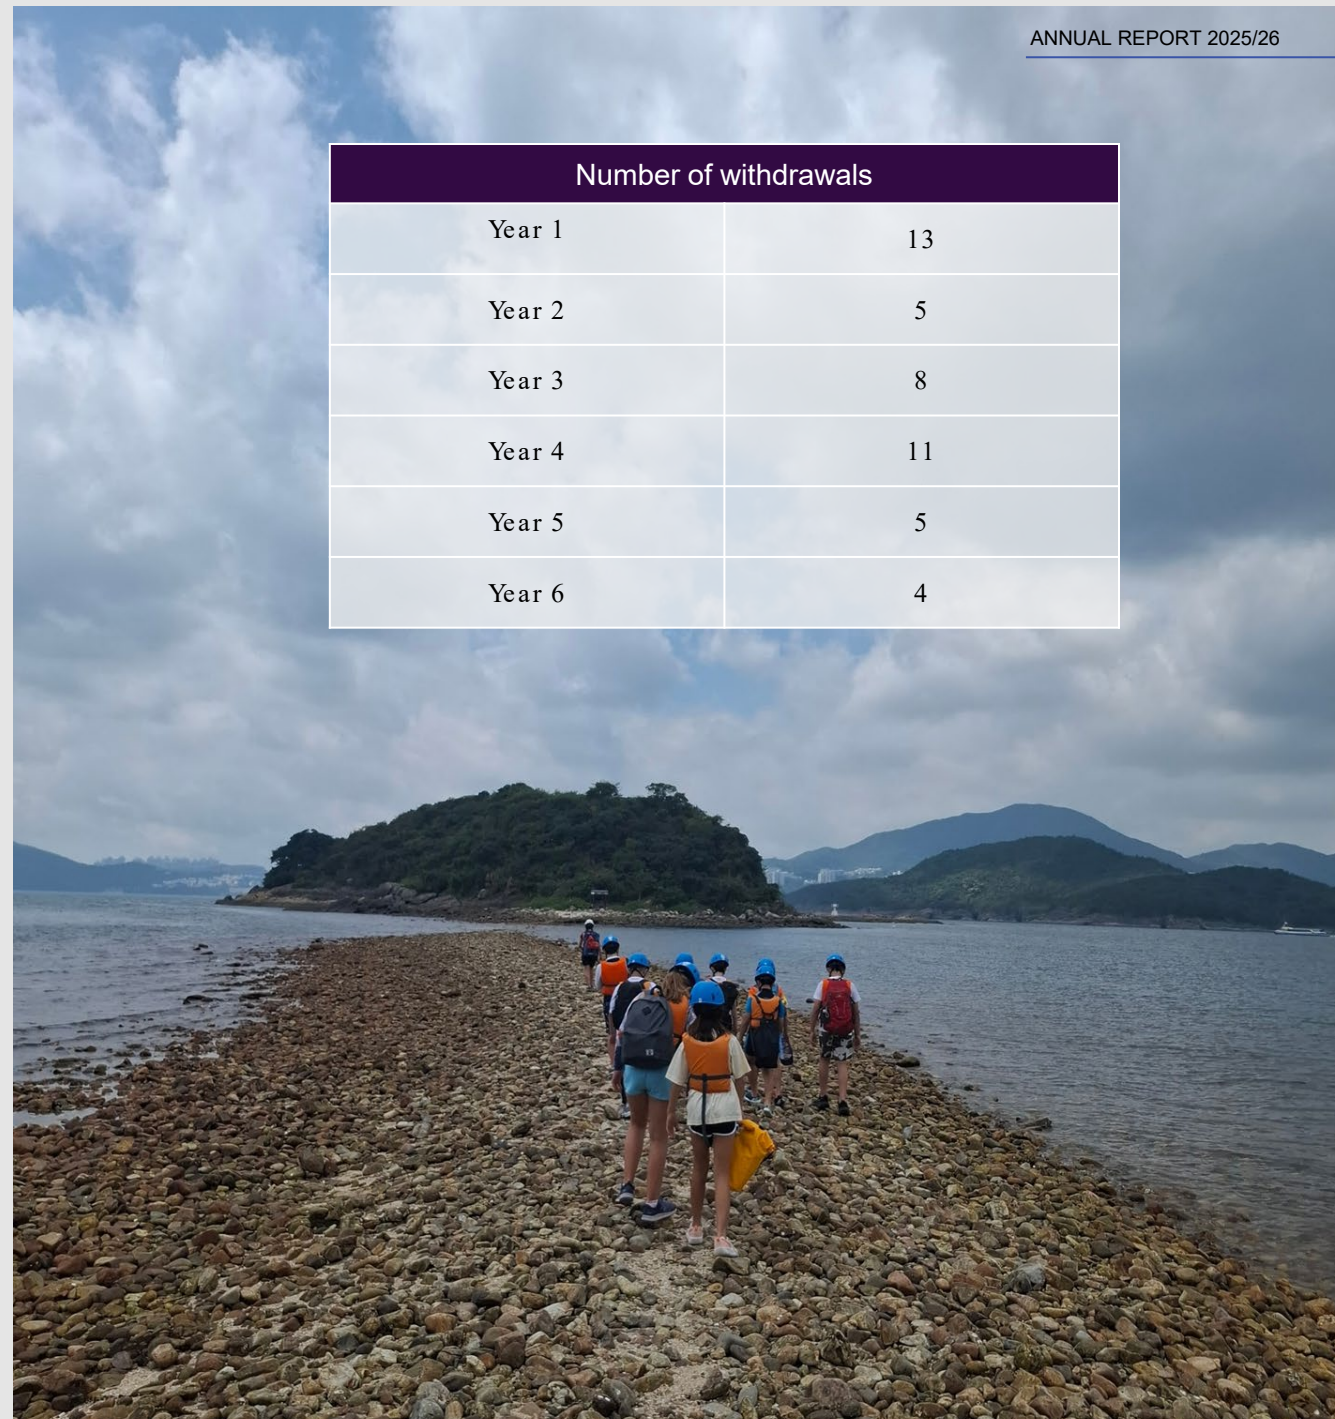 ANNUAL REPORT 2025/26
Number of withdrawals
Year 1 13
Year 2 5
Year 3 8
Year 4 11
Year 5 5
Year 6 4